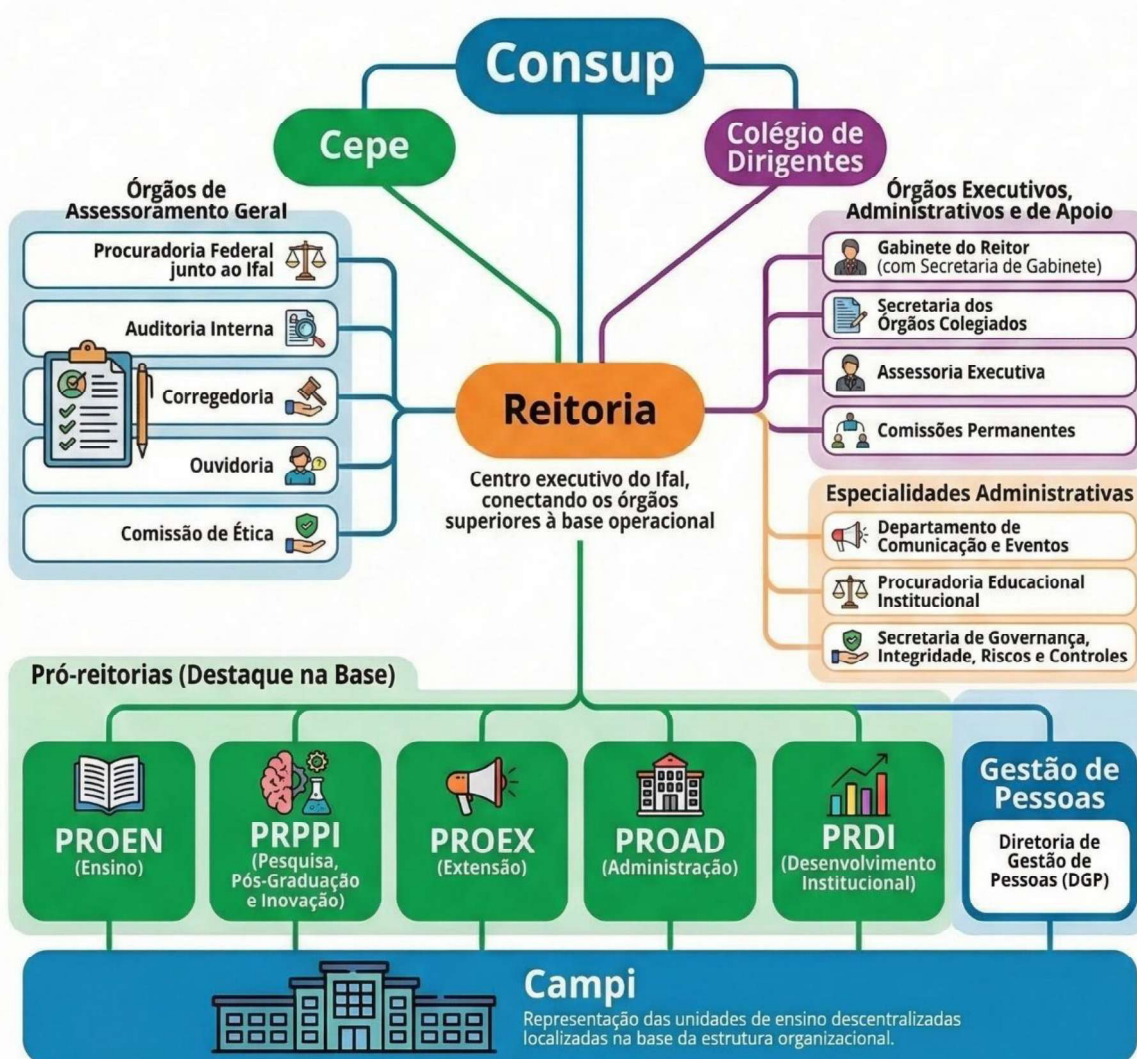 Consup
Cepe
Colégio de
Dirigentes
Órgãos de
Assessoramento Geral
Procuradoria Federal
junto ao Ifal
Auditoria Interna
Corregedoria
Ouvidoria
Comissão de Ética
Reitoria
Centro executivo do Ifal,
conectando os órgãos
superiores à base operacional
Órgãos Executivos,
Administrativos e de Apoio
Gabinete do Reitor
(com Secretaria de Gabinete)
Secretaria dos
Órgãos Colegiados
Assessoria Executiva
Comissões Permanentes
Especialidades Administrativas
Departamento de
Comunicação e Eventos
Procuradoria Educacional
Institucional
Secretaria de Governança,
Integridade, Riscos e Controles
Pró-reitorias (Destaque na Base)
PROEN
(Ensino)
PRPPI
(Pesquisa,
Pós-Graduação
e Inovação)
PROEX
(Extensão)
PROAD
(Administração)
PRDI
(Desenvolvimento
Institucional)
Gestão de
Pessoas
Diretoria de
Gestão de
Pessoas (DGP)
Campi
Representação das unidades de ensino descentralizadas
localizadas na base da estrutura organizacional.